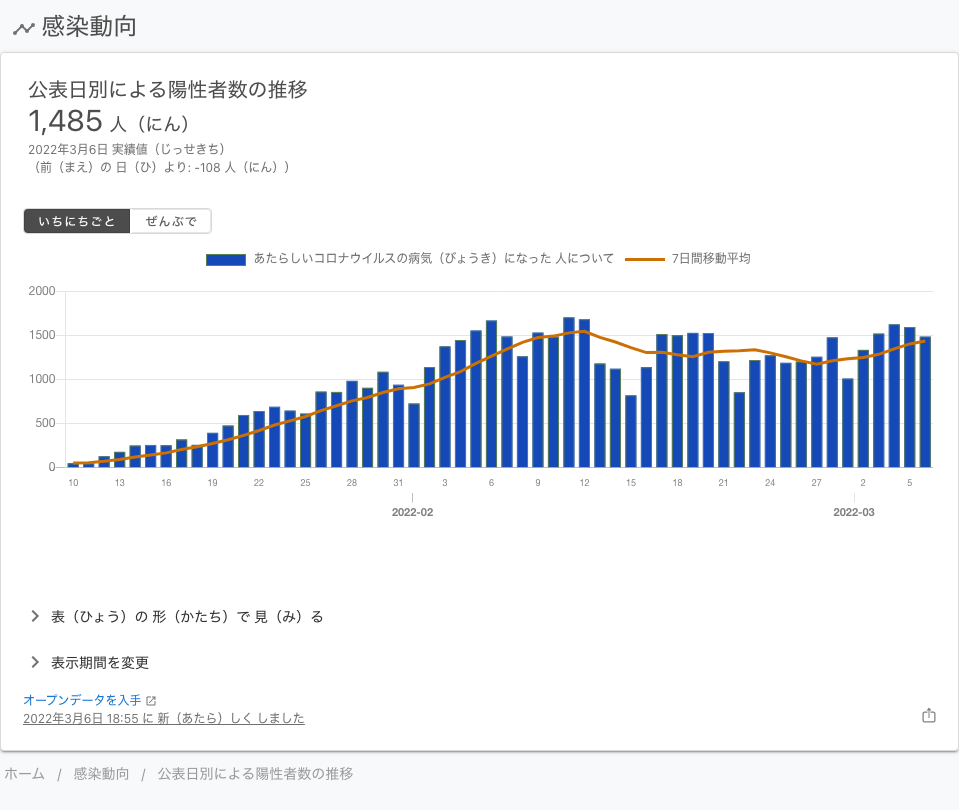 感染動向
公表日別による陽性者数の推移
1,485 人（にん）
2022年3月6日 実績値（じっせきち）
（前（まえ）の 日（ひ）より: -108 人（にん））
いちにちごと ぜんぶで
あたらしいコロナウイルスの病気（びょうき）になった 人について 7日間移動平均
2000
1500
1000
500
0
10 13 16 19 22 25 28 31 3 6 9 12 15 18 21 24 27 2 5
2022-02 2022-03
表（ひょう）の 形（かたち）で 見（み）る
表示期間を変更
オープンデータを入手
2022年3月6日 18:55 に 新（あたら）しく しました
ホーム / 感染動向 / 公表日別による陽性者数の推移